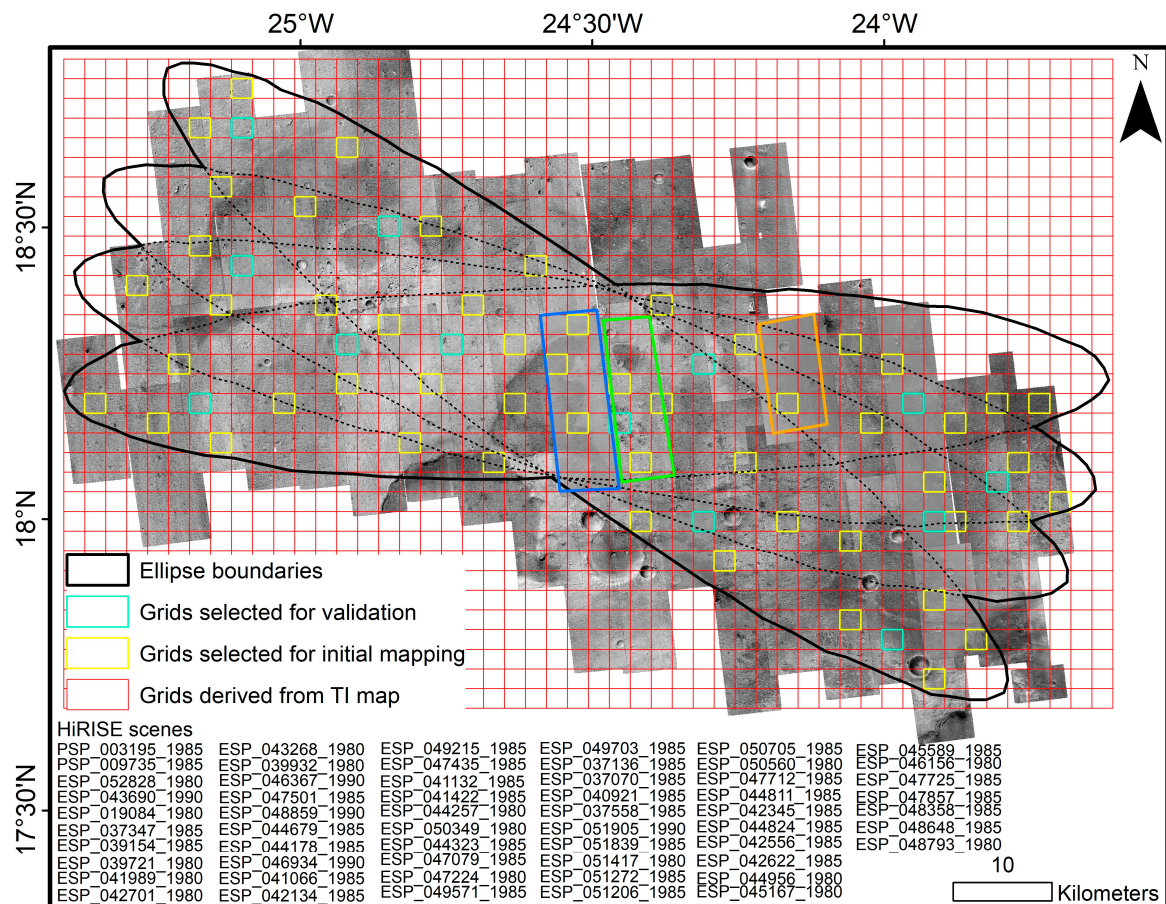 25°W 24°30'W 24°W
N
18°30'N
18°N
17°30'N
Ellipse boundaries
Grids selected for validation
Grids selected for initial mapping
Grids derived from TI map
HiRISE scenes
PSP_003195_1985 ESP_043268_1980 ESP_049215_1985 ESP_049703_1985 ESP_050705_1985 ESP_045589_1985
PSP_009735_1985 ESP_039932_1980 ESP_047435_1985 ESP_037136_1985 ESP_050560_1980 ESP_046156_1980
ESP_052828_1980 ESP_046367_1990 ESP_041132_1985 ESP_037070_1985 ESP_047712_1985 ESP_047725_1985
ESP_043690_1990 ESP_047501_1985 ESP_041422_1985 ESP_040921_1985 ESP_044811_1985 ESP_047857_1985
ESP_019084_1980 ESP_048859_1990 ESP_044257_1980 ESP_037558_1985 ESP_042345_1985 ESP_048358_1985
ESP_037347_1985 ESP_044679_1985 ESP_050349_1980 ESP_051905_1990 ESP_044824_1985 ESP_048648_1985
ESP_039154_1985 ESP_044178_1985 ESP_044323_1985 ESP_051839_1985 ESP_042556_1985 ESP_048793_1980
ESP_039721_1980 ESP_046934_1990 ESP_047079_1985 ESP_051417_1980 ESP_042622_1985
ESP_041989_1980 ESP_041066_1985 ESP_047224_1980 ESP_051272_1985 ESP_044956_1980
ESP_042701_1980 ESP_042134_1985 ESP_049571_1985 ESP_051206_1985 ESP_045167_1980
10
Kilometers